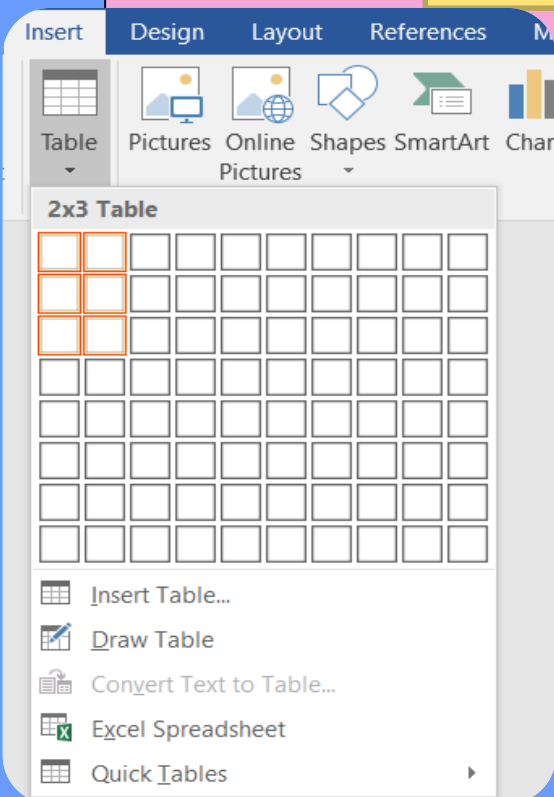 Insert Design Layout References M
Table Pictures Online Pictures Shapes SmartArt Char
2x3 Table
Insert Table...
Draw Table
Convert Text to Table...
Excel Spreadsheet
Quick Tables